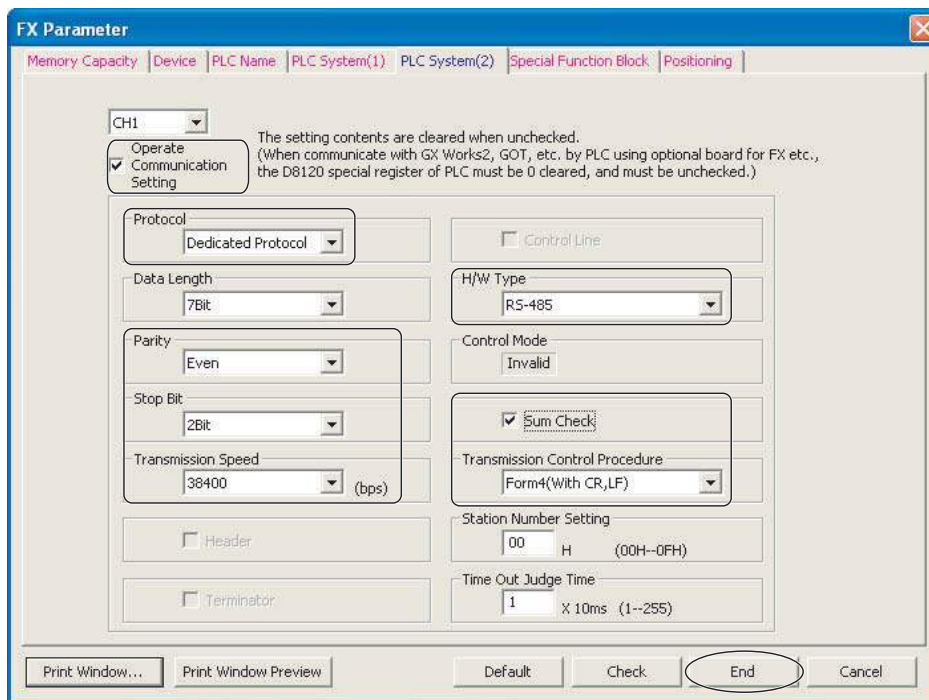 FX Parameter
Memory Capacity Device PLC Name PLC System(1) PLC System(2) Special Function Block Positioning
CH1
Operate Communication Setting
The setting contents are cleared when unchecked.
(When communicate with GX Works2, GOT, etc. by PLC using optional board for FX etc.,
the D8120 special register of PLC must be 0 cleared, and must be unchecked.)
Protocol
Dedicated Protocol
Control Line
Data Length
7Bit
H/W Type
RS-485
Parity
Even
Control Mode
Invalid
Stop Bit
2Bit
Sum Check
Transmission Speed
38400 (bps)
Transmission Control Procedure
Form4(With CR,LF)
Header
Station Number Setting
00 H (00H--0FH)
Terminator
Time Out Judge Time
1 X 10ms (1--255)
Print Window... Print Window Preview Default Check End Cancel